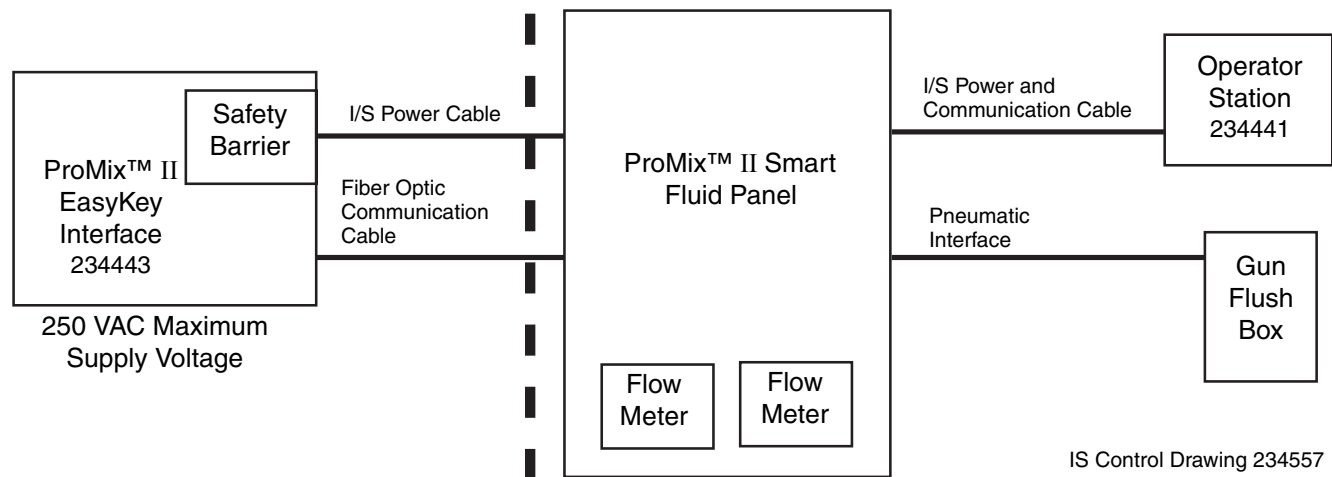 Safety
Barrier
ProMix™ II
EasyKey
Interface
234443
250 VAC Maximum
Supply Voltage
I/S Power Cable
Fiber Optic
Communication
Cable
ProMix™ II Smart
Fluid Panel
Flow
Meter
Flow
Meter
I/S Power and
Communication Cable
Operator
Station
234441
Pneumatic
Interface
Gun
Flush
Box
IS Control Drawing 234557